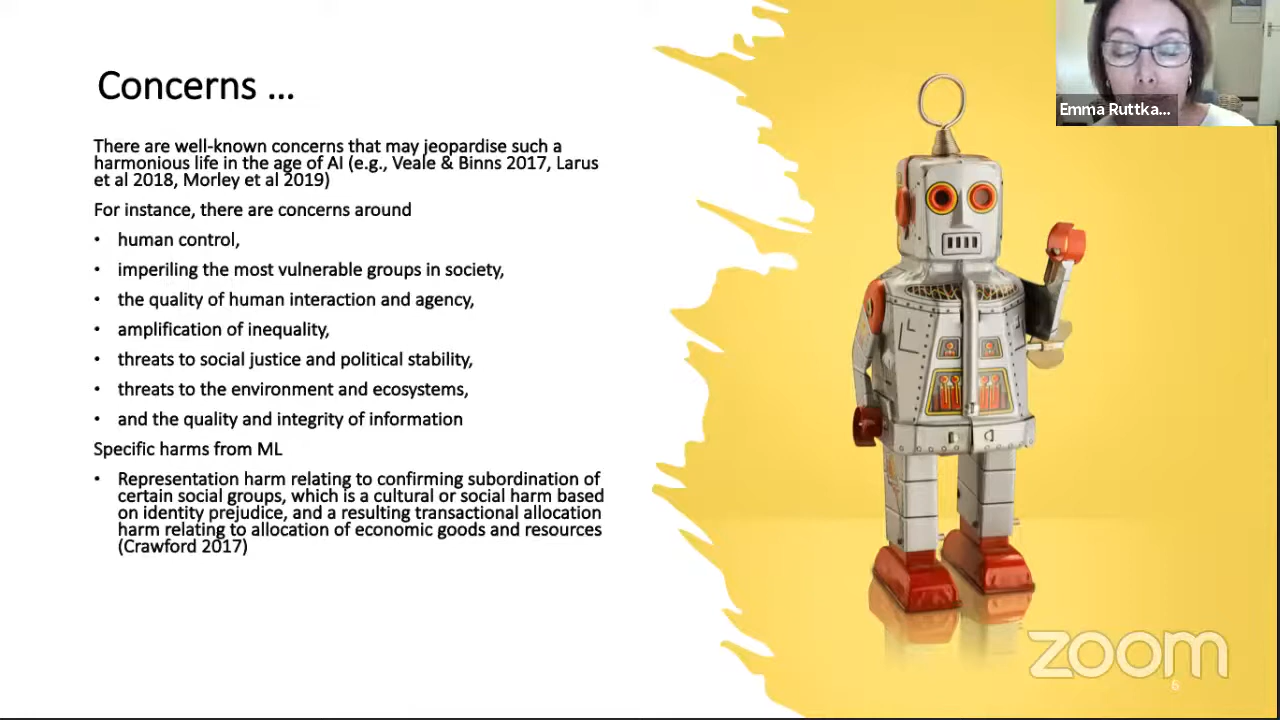 Concerns ...
There are well-known concerns that may jeopardise such a
harmonious life in the age of AI (e.g., Veale & Binns 2017, Larus
et al 2018, Morley et al 2019)
For instance, there are concerns around
• human control,
• imperiling the most vulnerable groups in society,
• the quality of human interaction and agency,
• amplification of inequality,
• threats to social justice and political stability,
• threats to the environment and ecosystems,
• and the quality and integrity of information
Specific harms from ML
• Representation harm relating to confirming subordination of
certain social groups, which is a cultural or social harm based
on identity prejudice, and a resulting transactional allocation
harm relating to allocation of economic goods and resources
(Crawford 2017)
Emma Ruttka...
zoom
6